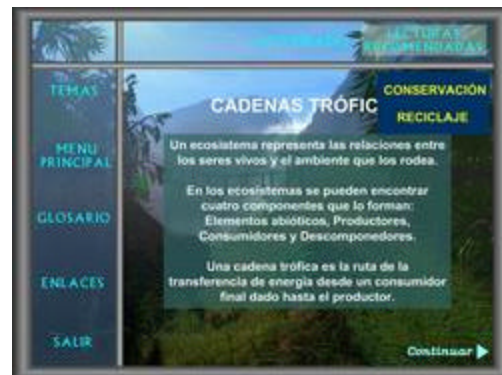 LECTURAS
RECOMENDADAS
TEMAS
CONSERVACIÓN
CADENAS TRÓFIC
RECICLAJE
MENU
PRINCIPAL
Un ecosistema representa las relaciones entre
los seres vivos y el ambiente que los rodea.
En los ecosistemas se pueden encontrar
cuatro componentes que lo forman:
Elementos abióticos, Productores,
Consumidores y Descomponedores.
GLOSARIO
Una cadena trófica es la ruta de la
transferencia de energía desde un consumidor
final dado hasta el productor.
ENLACES
SALIR
Continuar